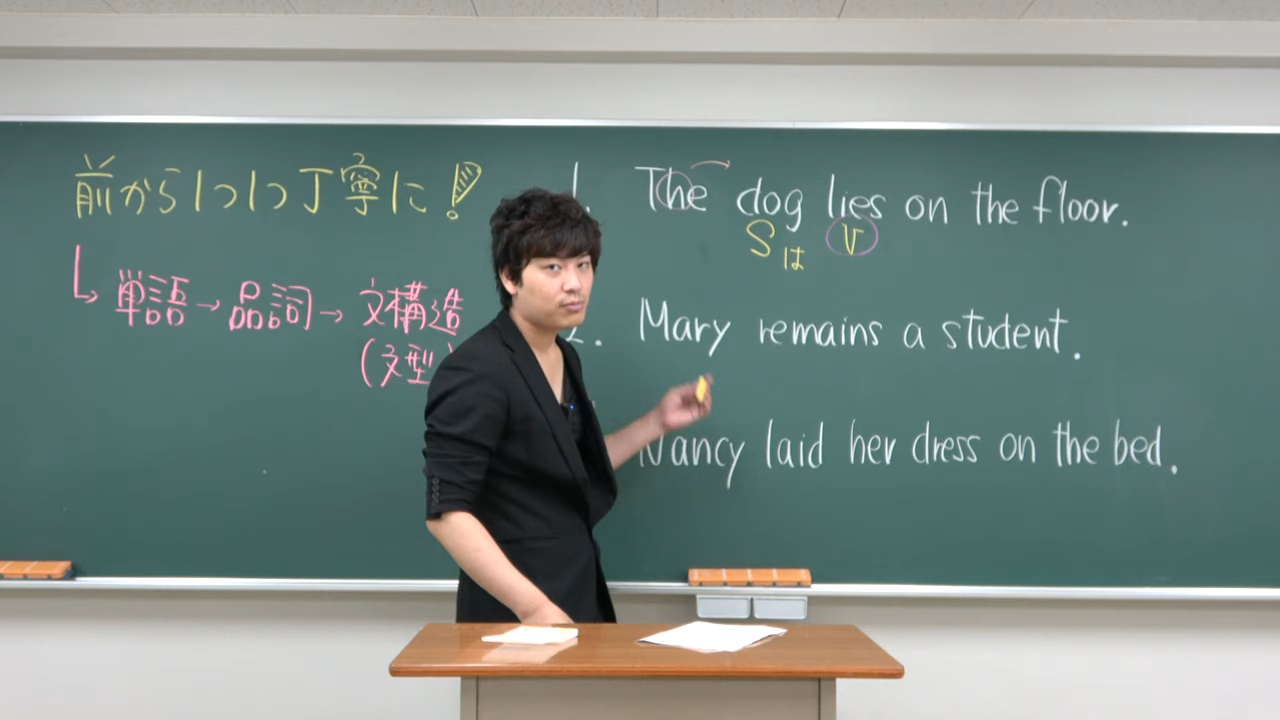 前から1つ1つ丁寧に!
↳ 単語→品詞→文構造
(文型)
1. The dog lies on the floor.
Sは V
2. Mary remains a student.
Nancy laid her dress on the bed.